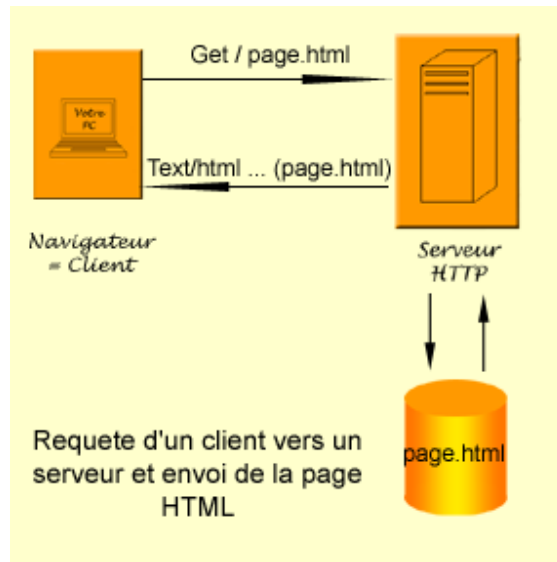 Get / page.html
Votre
PC
Text/html ... (page.html)
Navigateur
= Client
Serveur
HTTP
page.html
Requete d'un client vers un
serveur et envoi de la page
HTML